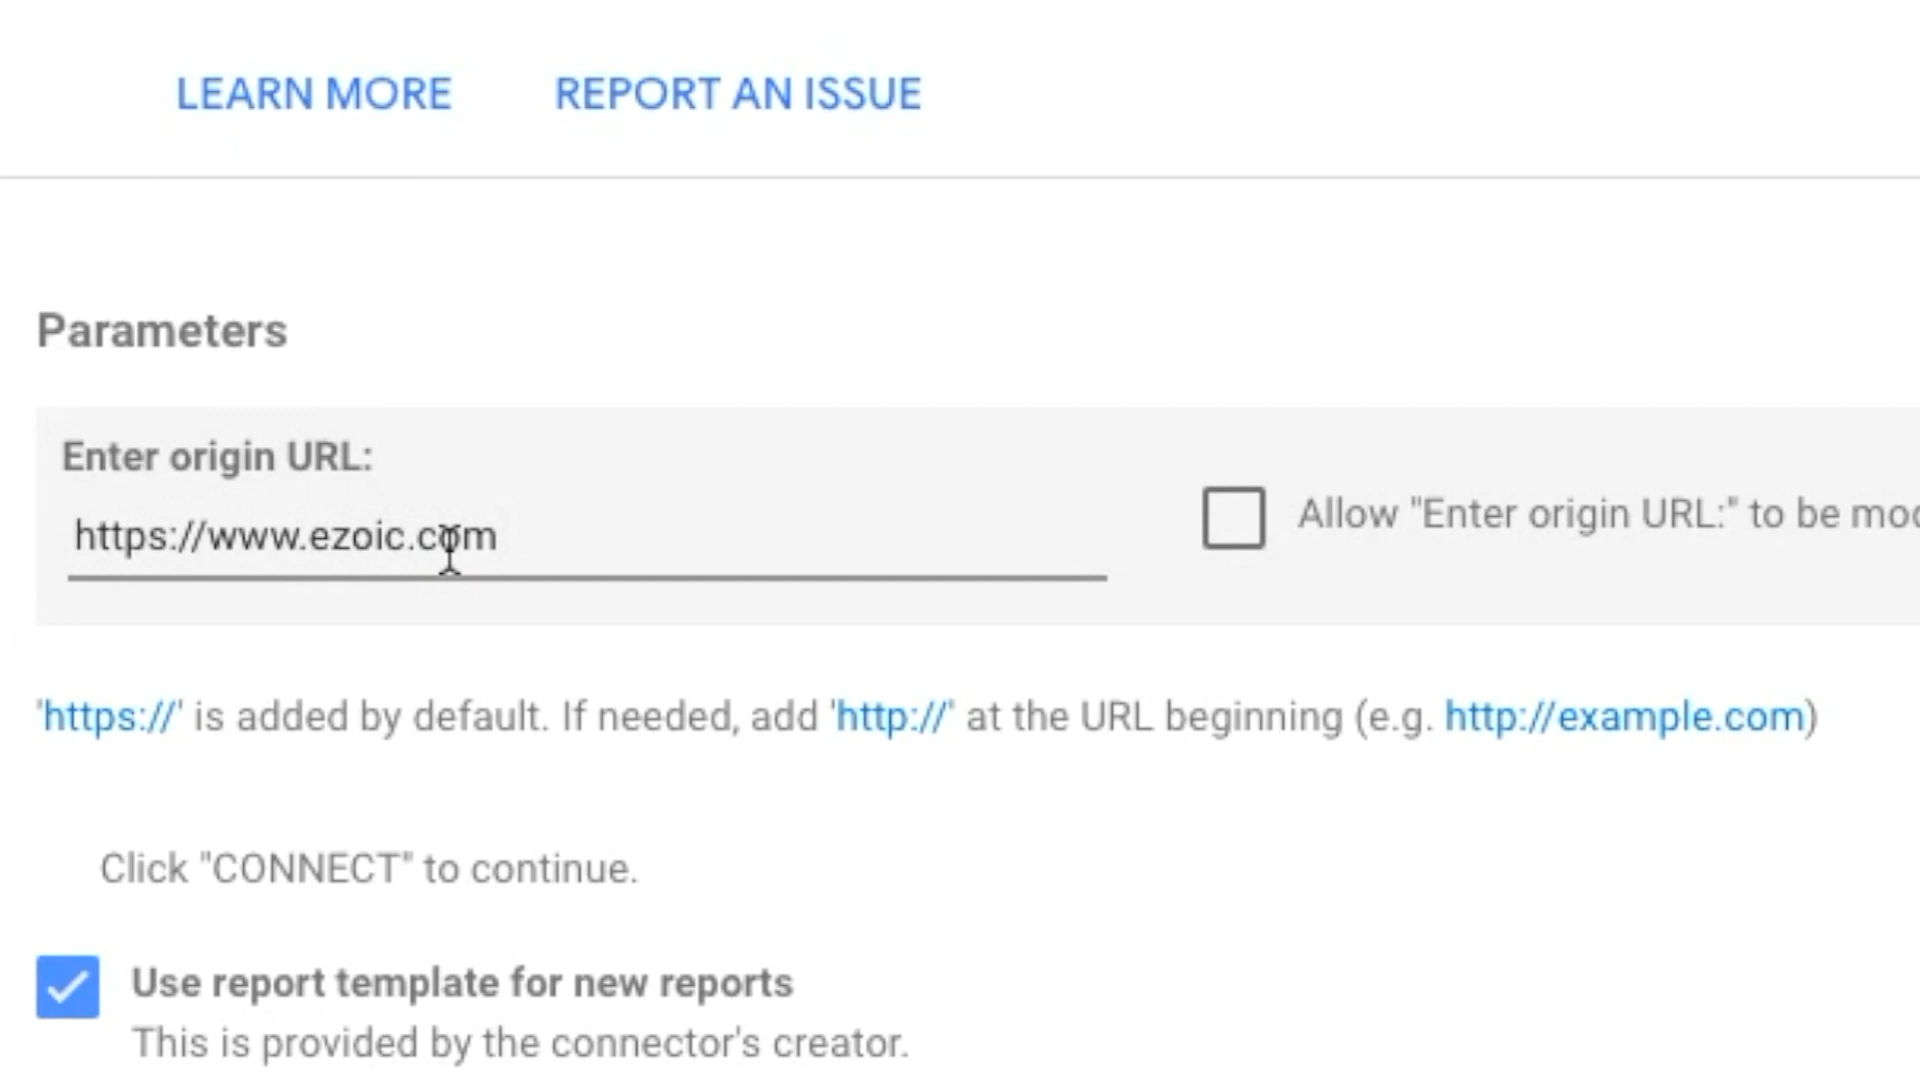 LEARN MORE REPORT AN ISSUE
Parameters
Enter origin URL:
https://www.ezoic.com
Allow "Enter origin URL:" to be
'https://' is added by default. If needed, add 'http://' at the URL beginning (e.g. http://example.com)
Click "CONNECT" to continue.
Use report template for new reports
This is provided by the connector's creator.